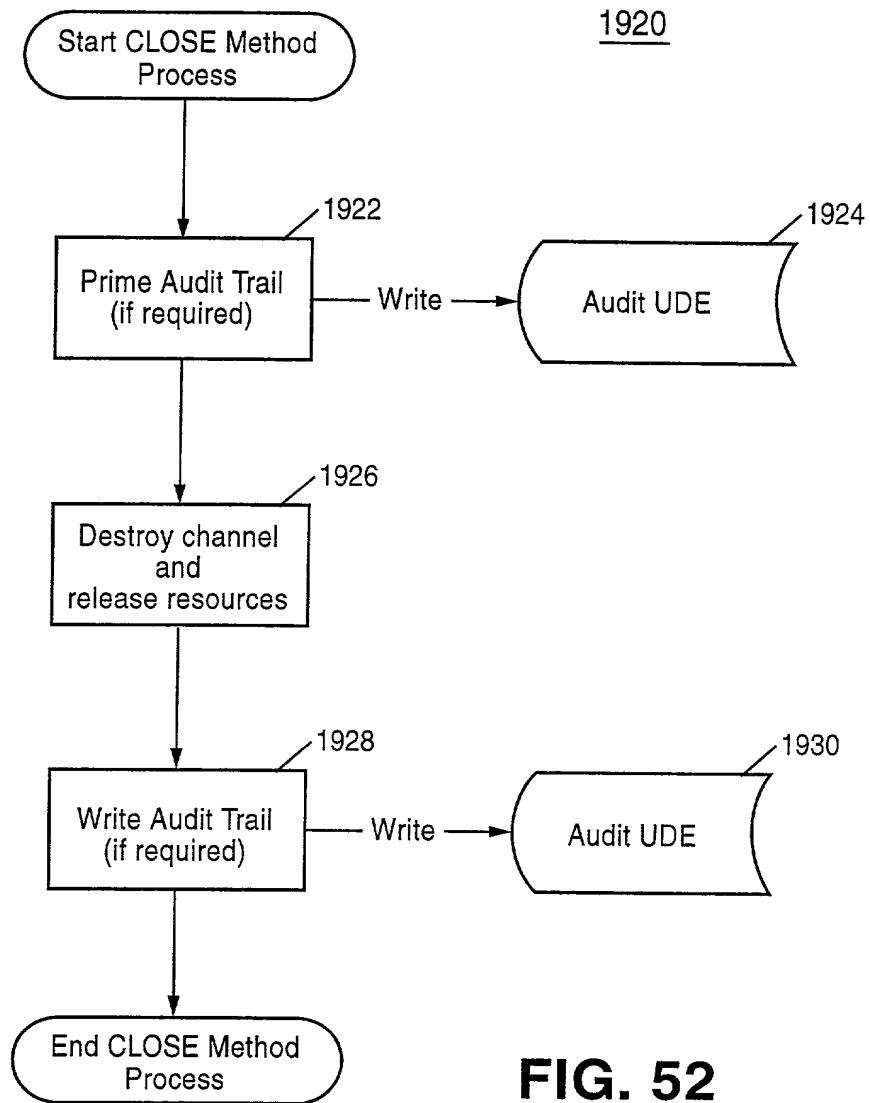 Start CLOSE Method
Process
1920
1922
1924
Prime Audit Trail
(if required)
Write
Audit UDE
1926
Destroy channel
and
release resources
1928
1930
Write Audit Trail
(if required)
Write
Audit UDE
End CLOSE Method
Process
FIG. 52